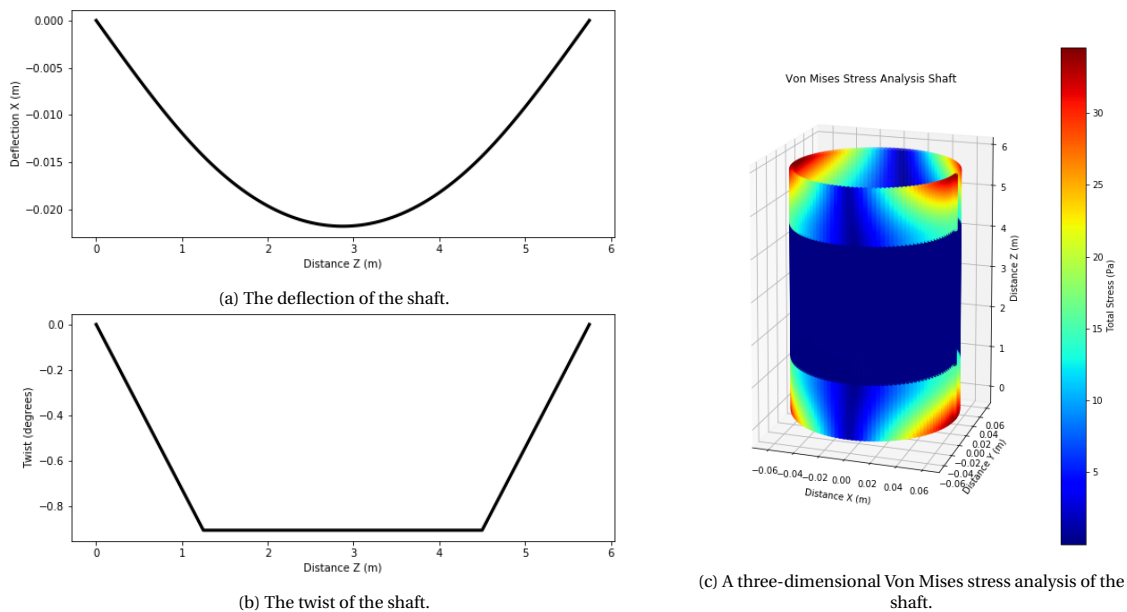 0.000
−0.005
−0.010
−0.015
−0.020
Deflection X (m)
0 1 2 3 4 5 6
Distance Z (m)
(a) The deflection of the shaft.
0.0
−0.2
−0.4
−0.6
−0.8
Twist (degrees)
0 1 2 3 4 5 6
Distance Z (m)
(b) The twist of the shaft.
Von Mises Stress Analysis Shaft
6
5
4
3
2
1
0
Distance Z (m)
0.06
0.04
0.02
0.00
−0.02
−0.04
−0.06
Distance Y (m)
−0.06 −0.04 −0.02 0.00 0.02 0.04 0.06
Distance X (m)
30
25
20
15
10
5
Total Stress (Pa)
(c) A three-dimensional Von Mises stress analysis of the
shaft.